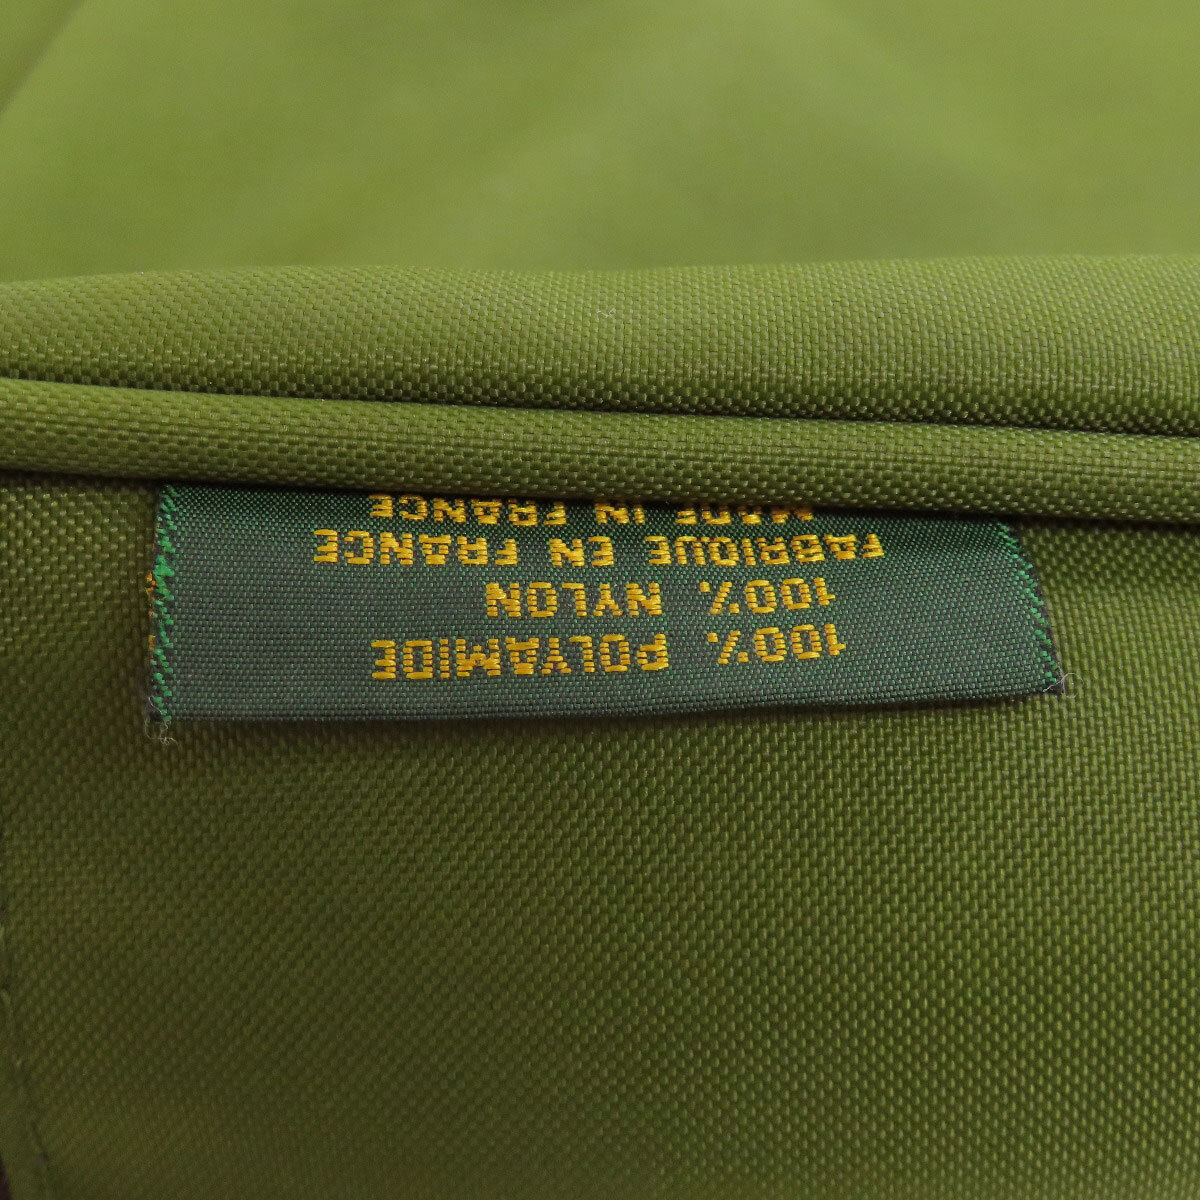 100% POLYAMIDE
100% NYLON
FABRIQUE EN FRANCE
MADE IN FRANCE